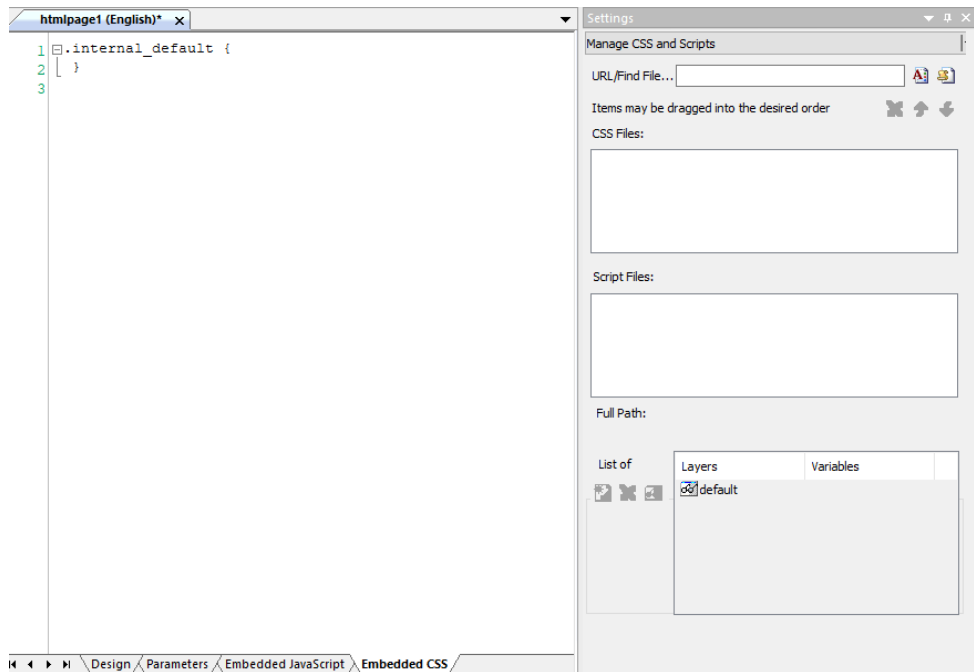 htmlpage1 (English)* x
1 .internal_default {
2 }
3
Design Parameters Embedded JavaScript Embedded CSS
Settings
Manage CSS and Scripts
URL/Find File...
Items may be dragged into the desired order
CSS Files:
Script Files:
Full Path:
List of
Layers Variables
default